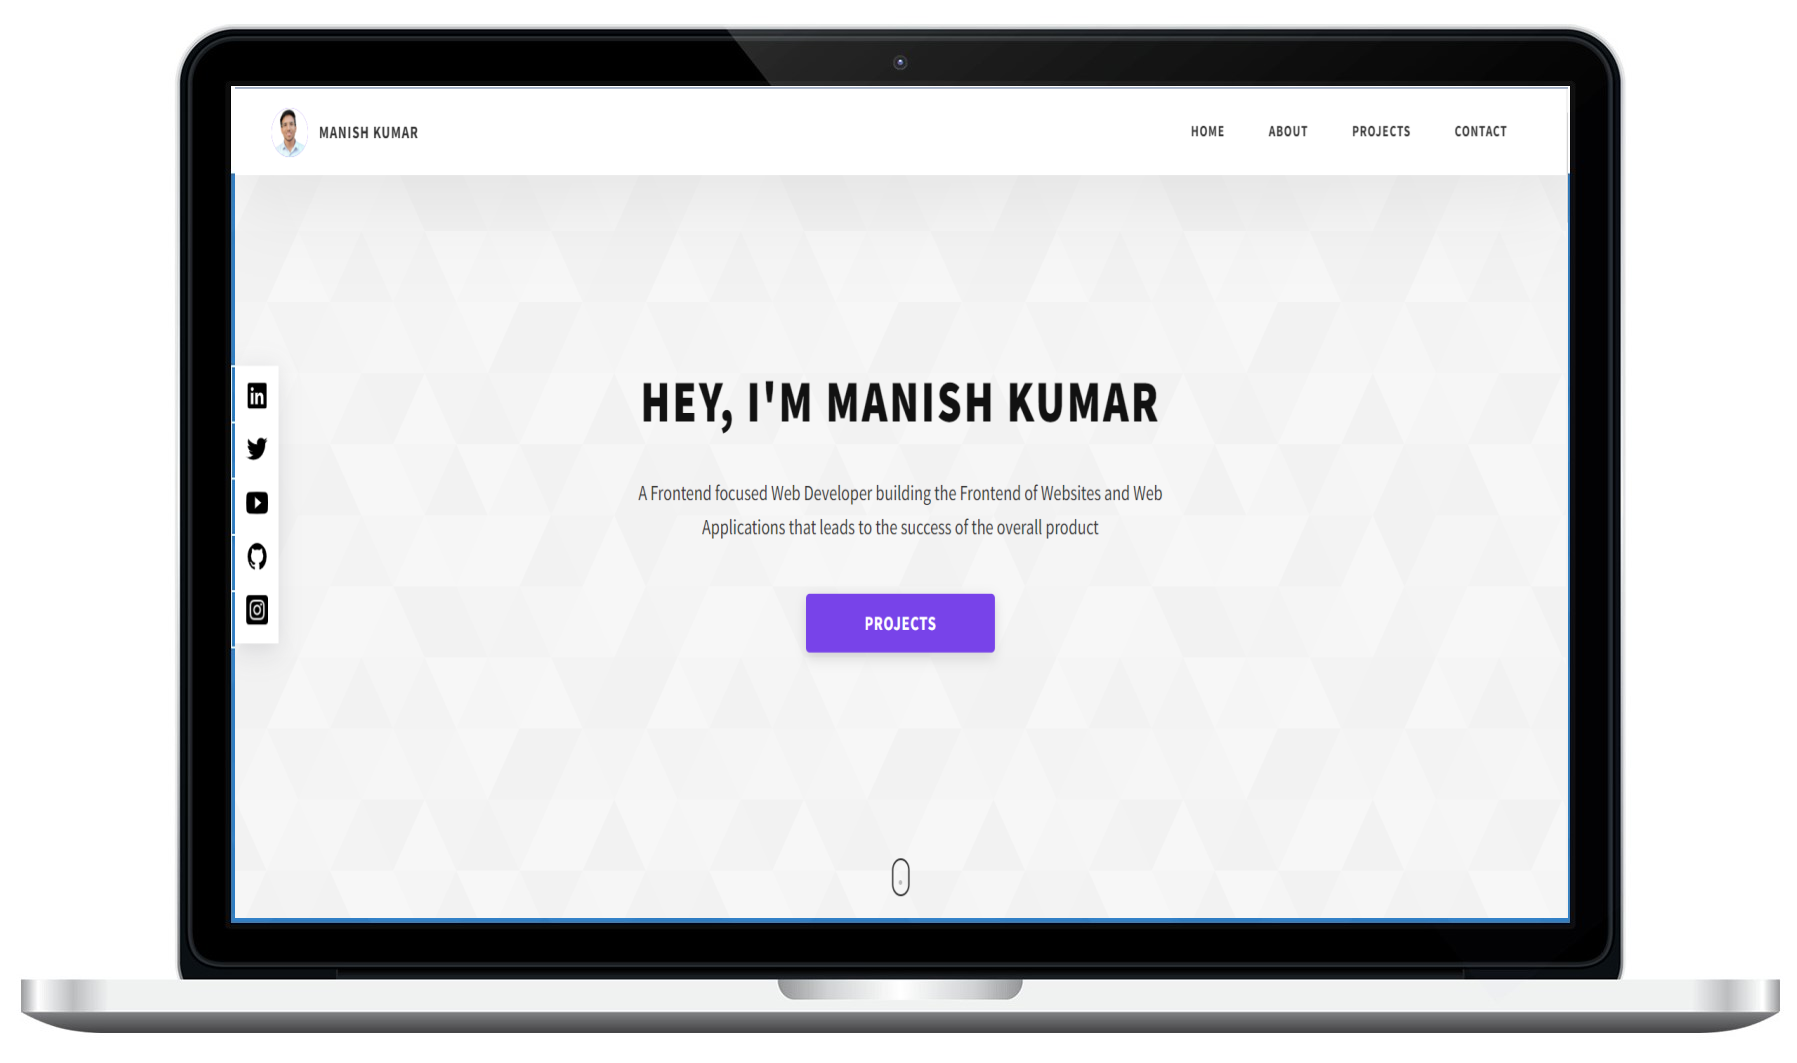 MANISH KUMAR
HOME ABOUT PROJECTS CONTACT
in
HEY, I'M MANISH KUMAR
A Frontend focused Web Developer building the Frontend of Websites and Web
Applications that leads to the success of the overall product
PROJECTS